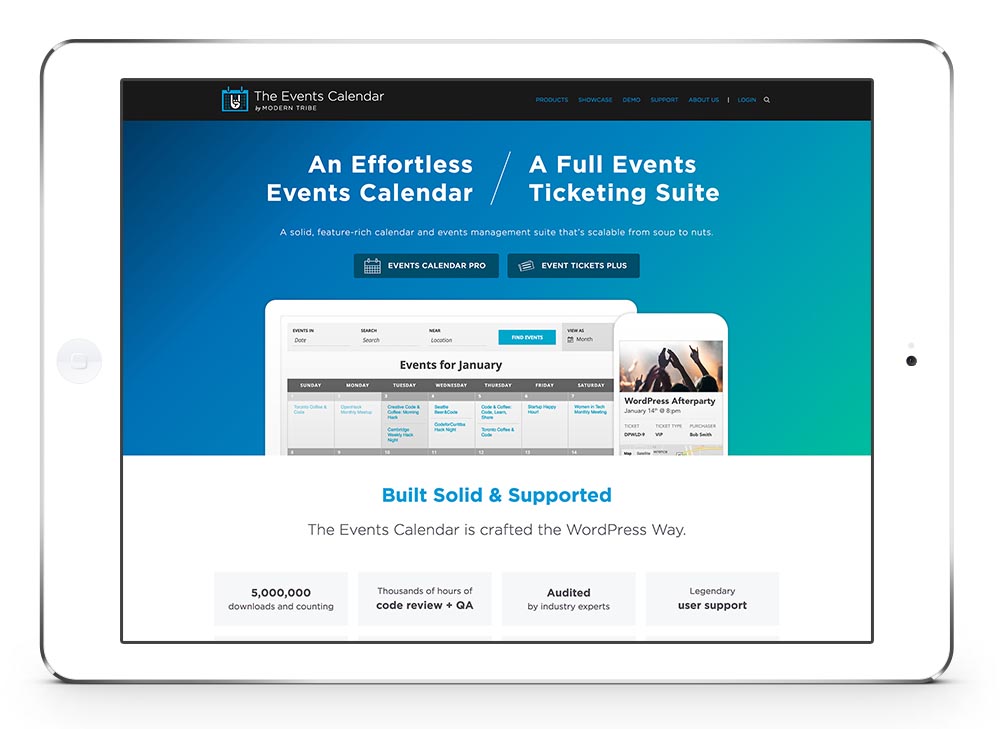 The Events Calendar
by MODERN TRIBE
PRODUCTS SHOWCASE DEMO SUPPORT ABOUT US | LOGIN
An Effortless
Events Calendar
A Full Events
Ticketing Suite
A solid, feature-rich calendar and events management suite that's scalable from soup to nuts.
EVENTS CALENDAR PRO
EVENT TICKETS PLUS
EVENTS IN SEARCH NEAR VIEW AS
Date Search Location FIND EVENTS Month
Events for January
SUNDAY MONDAY TUESDAY WEDNESDAY THURSDAY FRIDAY SATURDAY
1 2 3 4 5 6 7
Toronto Coffee &
Code
OpenHack
Monthly Meetup
Creative Code &
Coffee: Morning
Hack
Cambridge
Weekly Hack
Night
Seattle
Beer&Code
CodeforCuritiba
Hack Night
Code & Coffee:
Code, Learn,
Share
Toronto Coffee &
Code
Startup Happy
Hour!
Women in Tech
Monthly Meeting
8 9 10 11 12 13 14
WordPress Afterparty
January 14th @ 8:pm
TICKET TICKET TYPE PURCHASER
DPWLD-9 VIP Bob Smith
Map Satellite
Built Solid & Supported
The Events Calendar is crafted the WordPress Way.
5,000,000
downloads and counting
Thousands of hours of
code review + QA
Audited
by industry experts
Legendary
user support